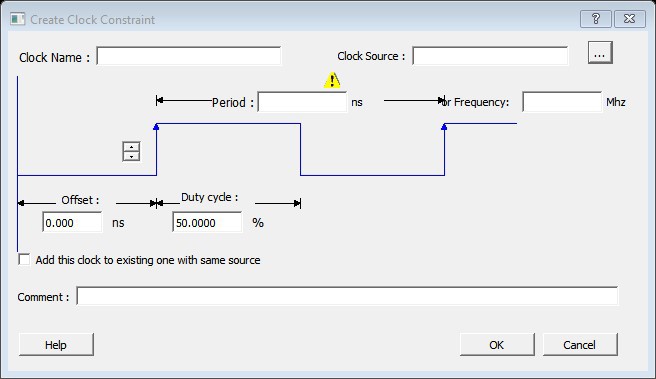 Create Clock Constraint
Clock Name :
Clock Source :
...
Period :
ns
or Frequency:
Mhz
Offset :
Duty cycle :
0.000 ns
50.0000 %
Add this clock to existing one with same source
Comment :
Help
OK
Cancel